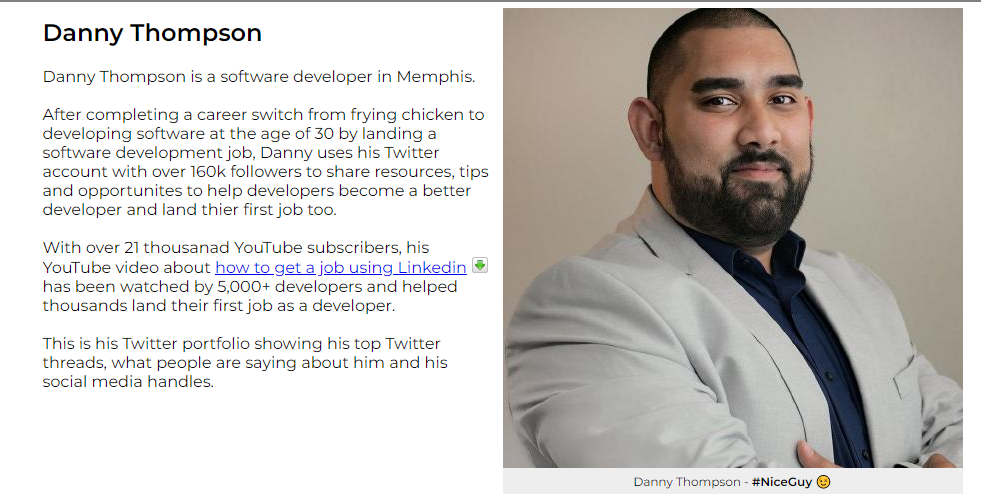 Danny Thompson
Danny Thompson is a software developer in Memphis.
After completing a career switch from frying chicken to
developing software at the age of 30 by landing a
software development job, Danny uses his Twitter
account with over 160k followers to share resources, tips
and opportunites to help developers become a better
developer and land thier first job too.
With over 21 thousanad YouTube subscribers, his
YouTube video about how to get a job using Linkedin
has been watched by 5,000+ developers and helped
thousands land their first job as a developer.
This is his Twitter portfolio showing his top Twitter
threads, what people are saying about him and his
social media handles.
Danny Thompson - #NiceGuy 😉